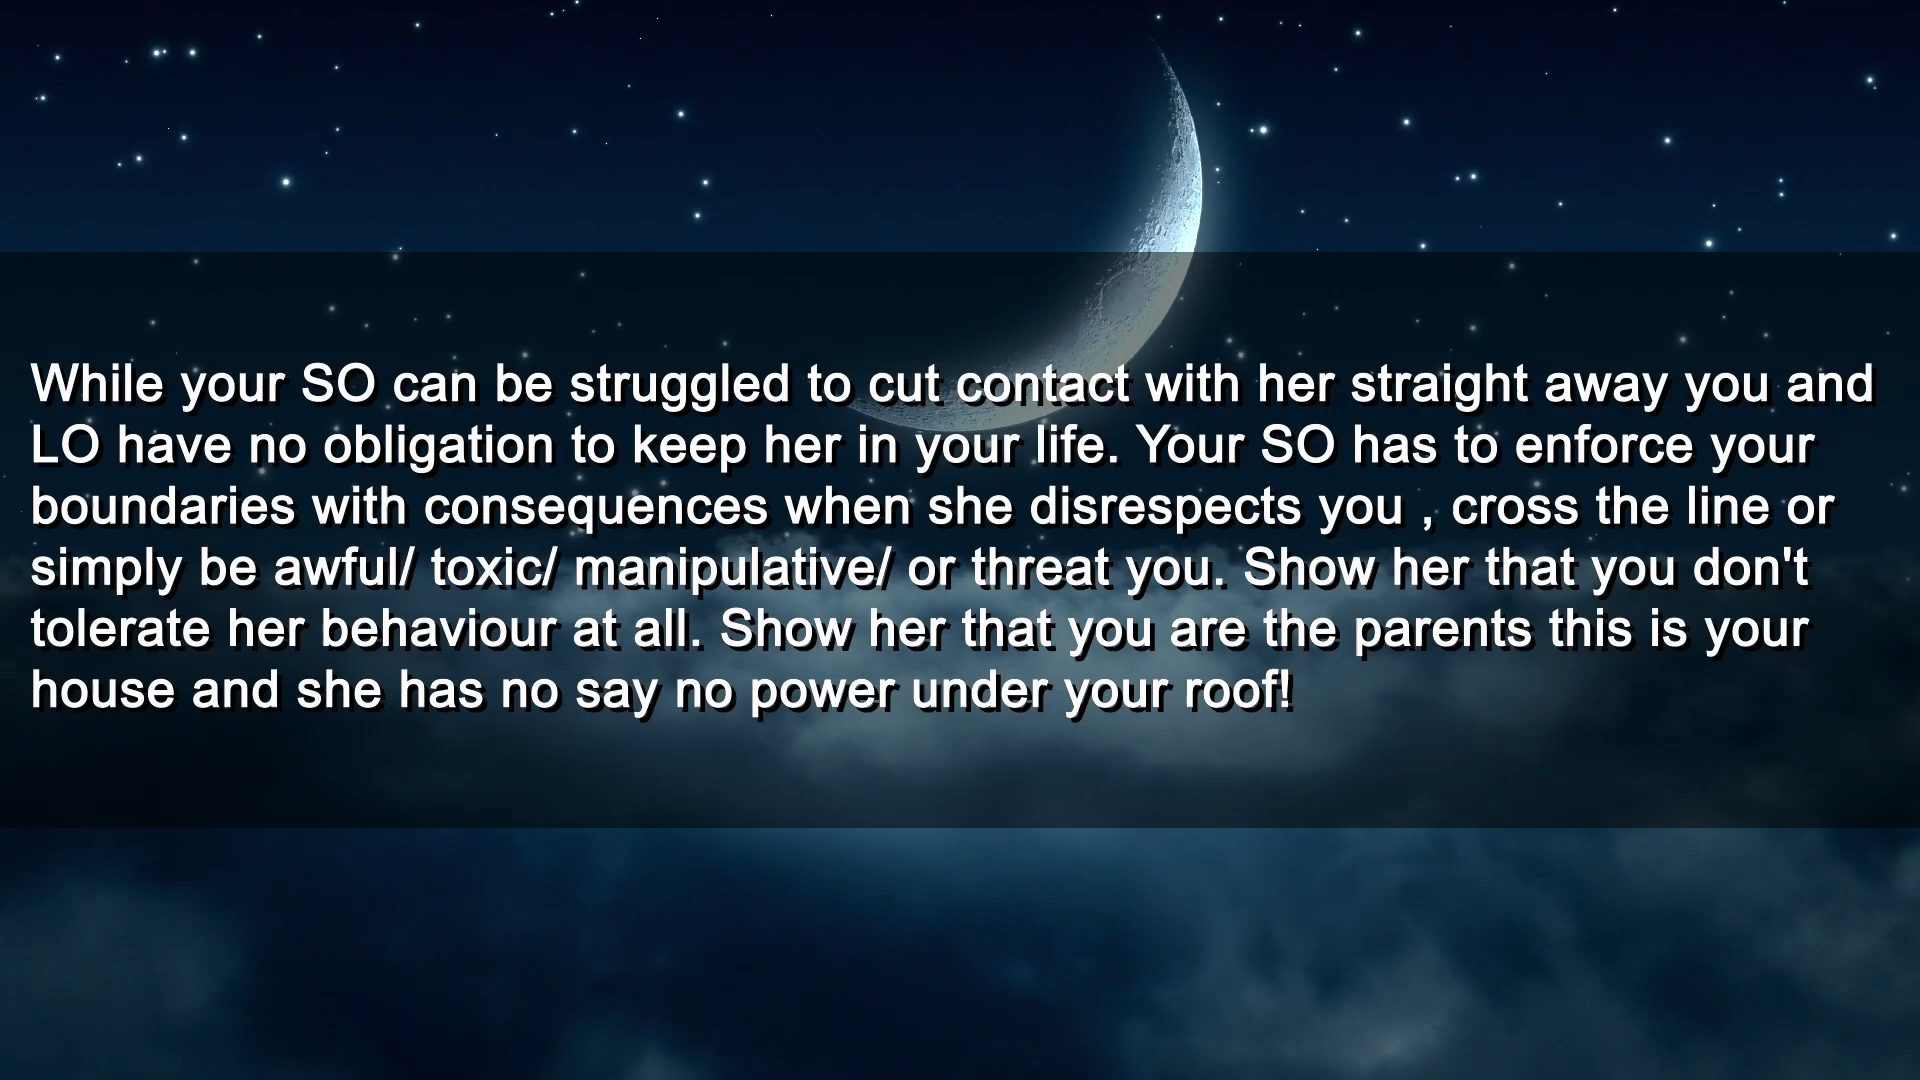 While your SO can be struggled to cut contact with her straight away you and
LO have no obligation to keep her in your life. Your SO has to enforce your
boundaries with consequences when she disrespects you , cross the line or
simply be awful/ toxic/ manipulative/ or threat you. Show her that you don't
tolerate her behaviour at all. Show her that you are the parents this is your
house and she has no say no power under your roof!